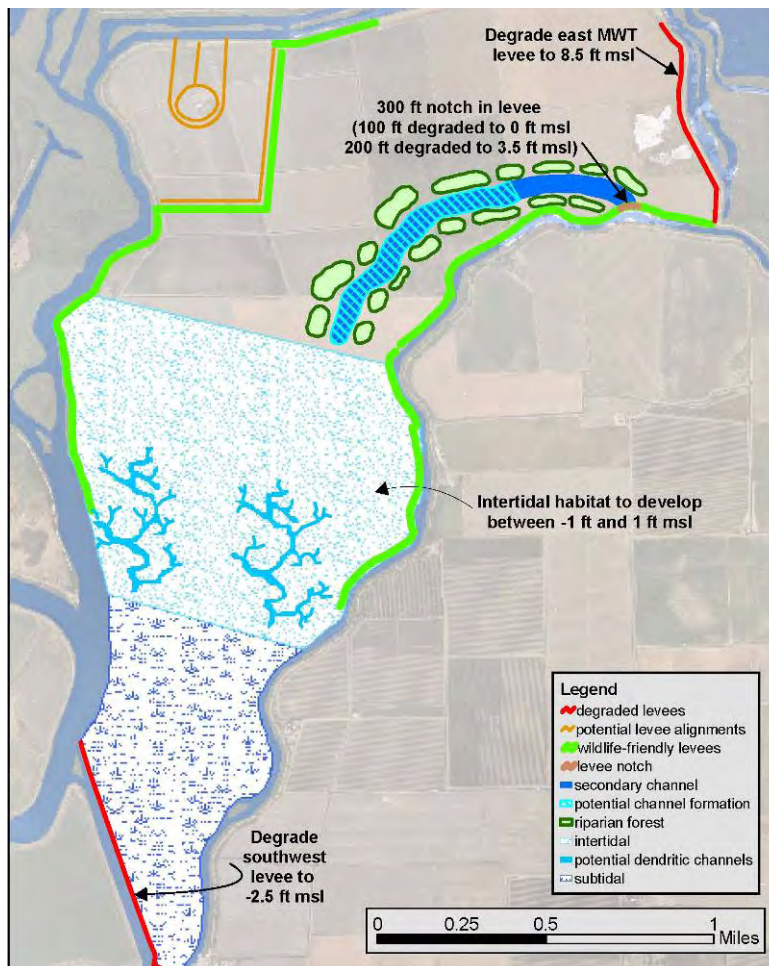 Degrade east MWT
levee to 8.5 ft msl
300 ft notch in levee
(100 ft degraded to 0 ft msl
200 ft degraded to 3.5 ft msl)
Intertidal habitat to develop
between -1 ft and 1 ft msl
Degrade
southwest
levee to
-2.5 ft msl
Legend
degraded levees
potential levee alignments
wildlife-friendly levees
levee notch
secondary channel
potential channel formation
riparian forest
intertidal
potential dendritic channels
subtidal
0 0.25 0.5 1
Miles